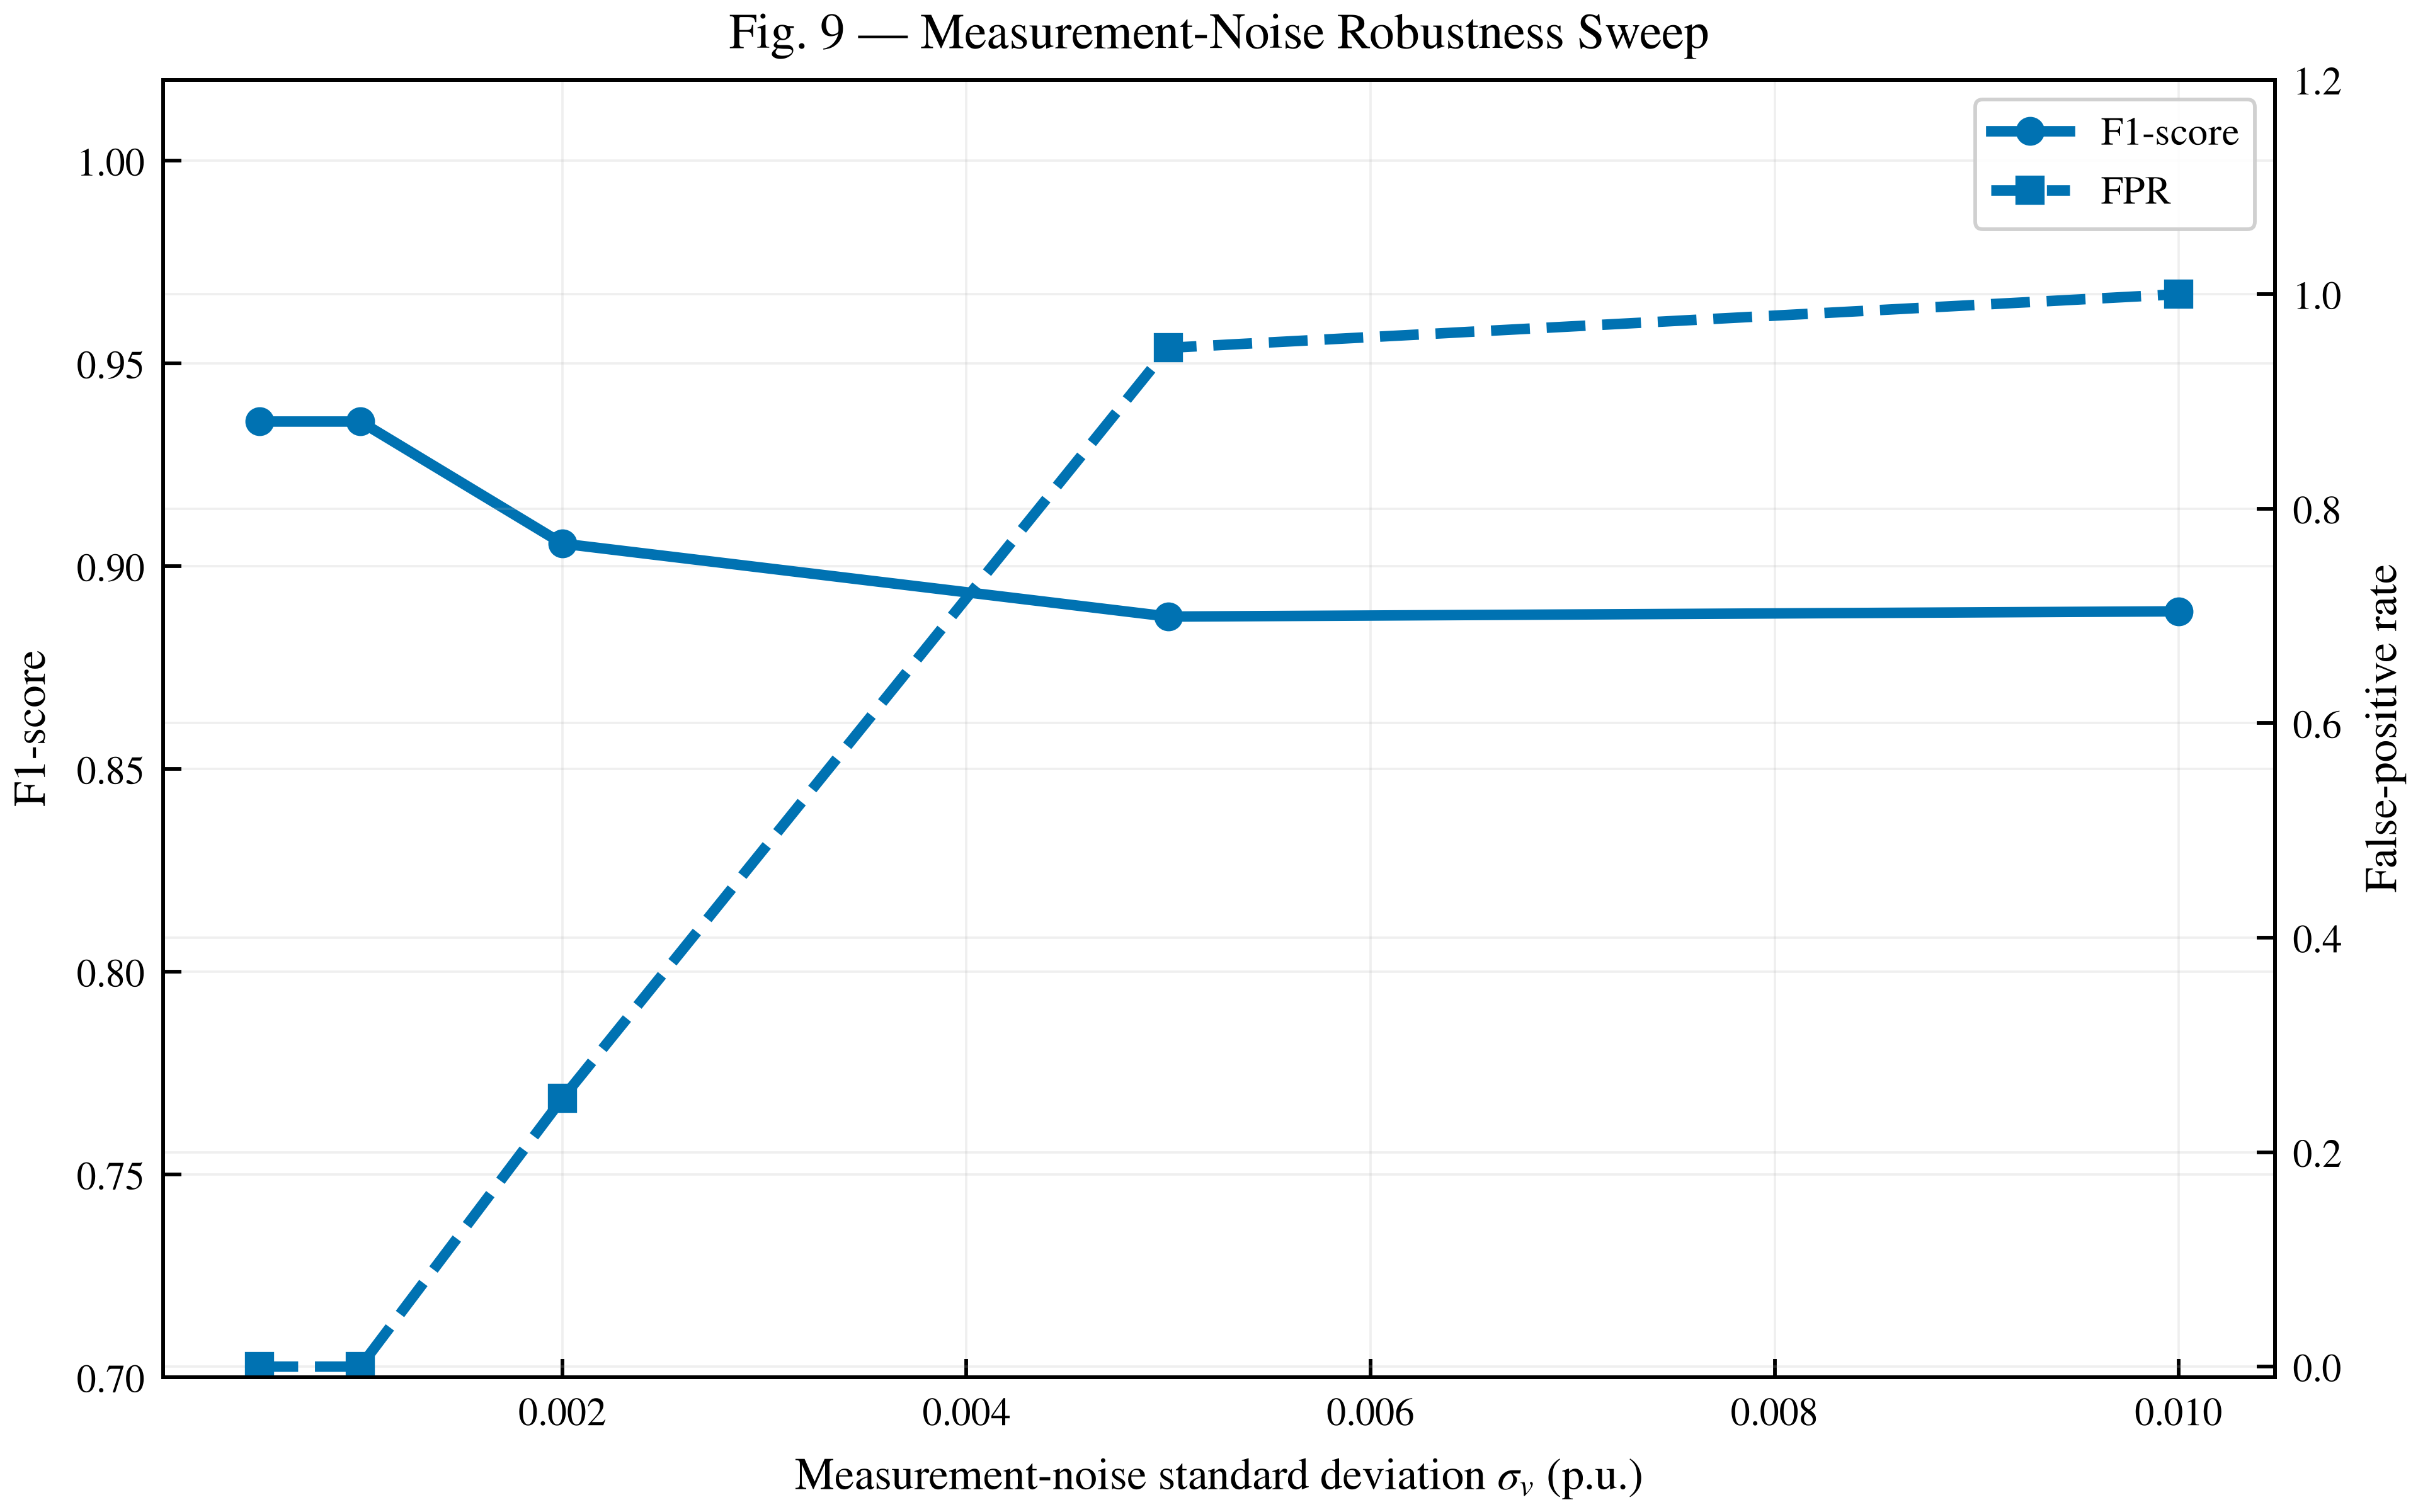 Fig. 9 — Measurement-Noise Robustness Sweep
F1-score
FPR
1.00
0.95
0.90
0.85
0.80
0.75
0.70
F1-score
1.2
1.0
0.8
0.6
0.4
0.2
0.0
False-positive rate
0.002 0.004 0.006 0.008 0.010
Measurement-noise standard deviation σᵥ (p.u.)